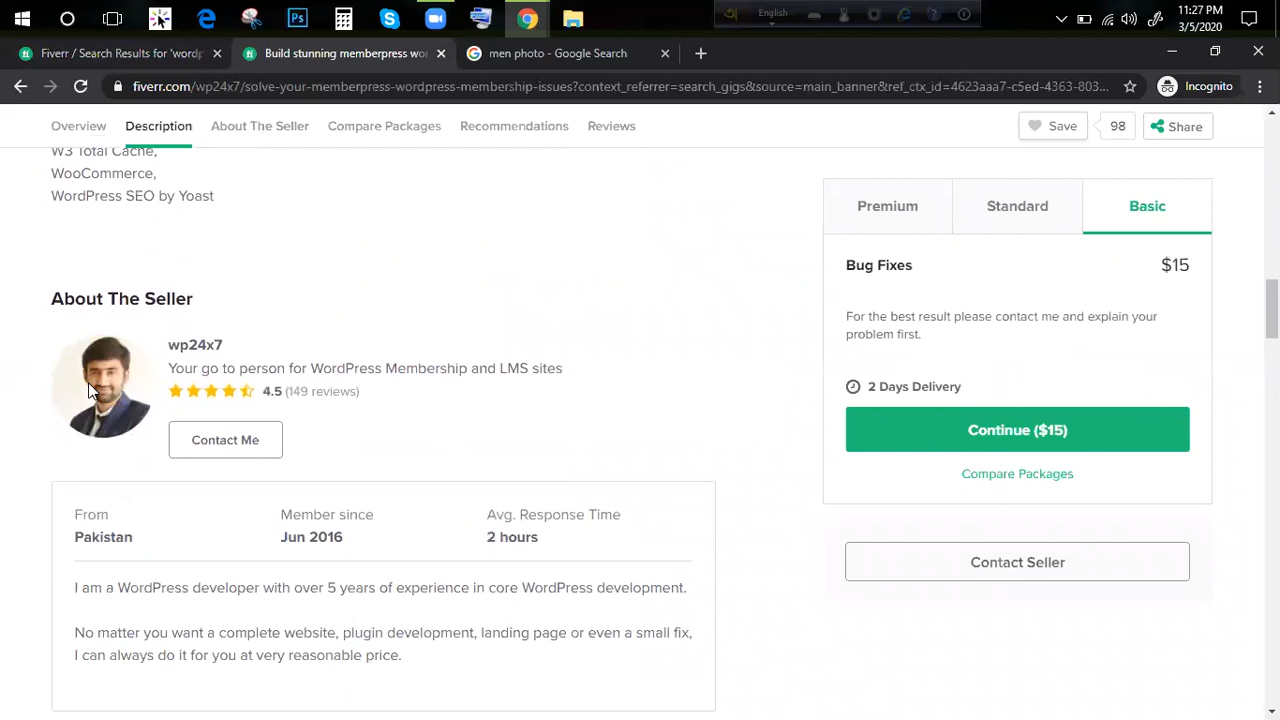 English
11:27 PM
3/5/2020
Fiverr / Search Results for 'wordp
Build stunning memberpress wor
men photo - Google Search
fiverr.com/wp24x7/solve-your-memberpress-wordpress-membership-issues?context_referrer=search_gigs&source=main_banner&ref_ctx_id=4623aaa7-c5ed-4363-803...
Incognito
Overview
Description
About The Seller
Compare Packages
Recommendations
Reviews
Save
98
Share
W3 Total Cache,
WooCommerce,
WordPress SEO by Yoast
Premium
Standard
Basic
Bug Fixes
$15
For the best result please contact me and explain your
problem first.
2 Days Delivery
Continue ($15)
Compare Packages
Contact Seller
About The Seller
wp24x7
Your go to person for WordPress Membership and LMS sites
4.5 (149 reviews)
Contact Me
From
Pakistan
Member since
Jun 2016
Avg. Response Time
2 hours
I am a WordPress developer with over 5 years of experience in core WordPress development.
No matter you want a complete website, plugin development, landing page or even a small fix,
I can always do it for you at very reasonable price.